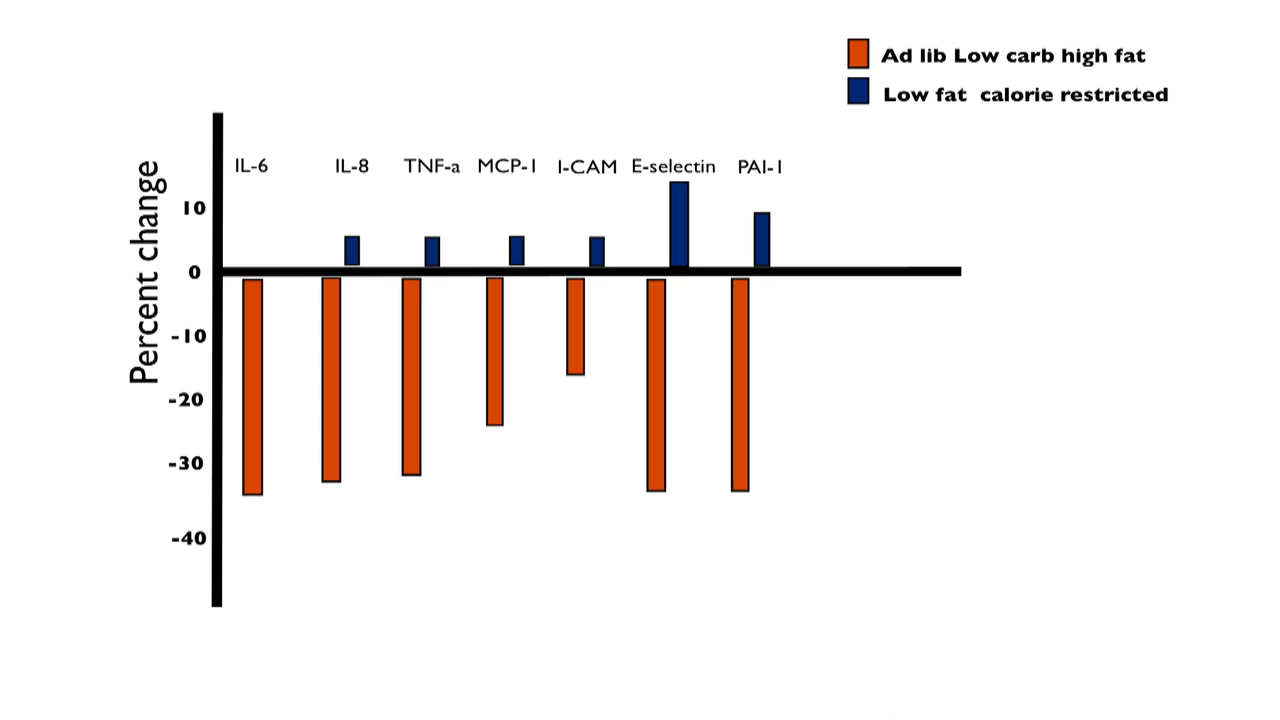 Ad lib Low carb high fat
Low fat calorie restricted
IL-6 IL-8 TNF-a MCP-1 I-CAM E-selectin PAI-1
Percent change
10
0
-10
-20
-30
-40